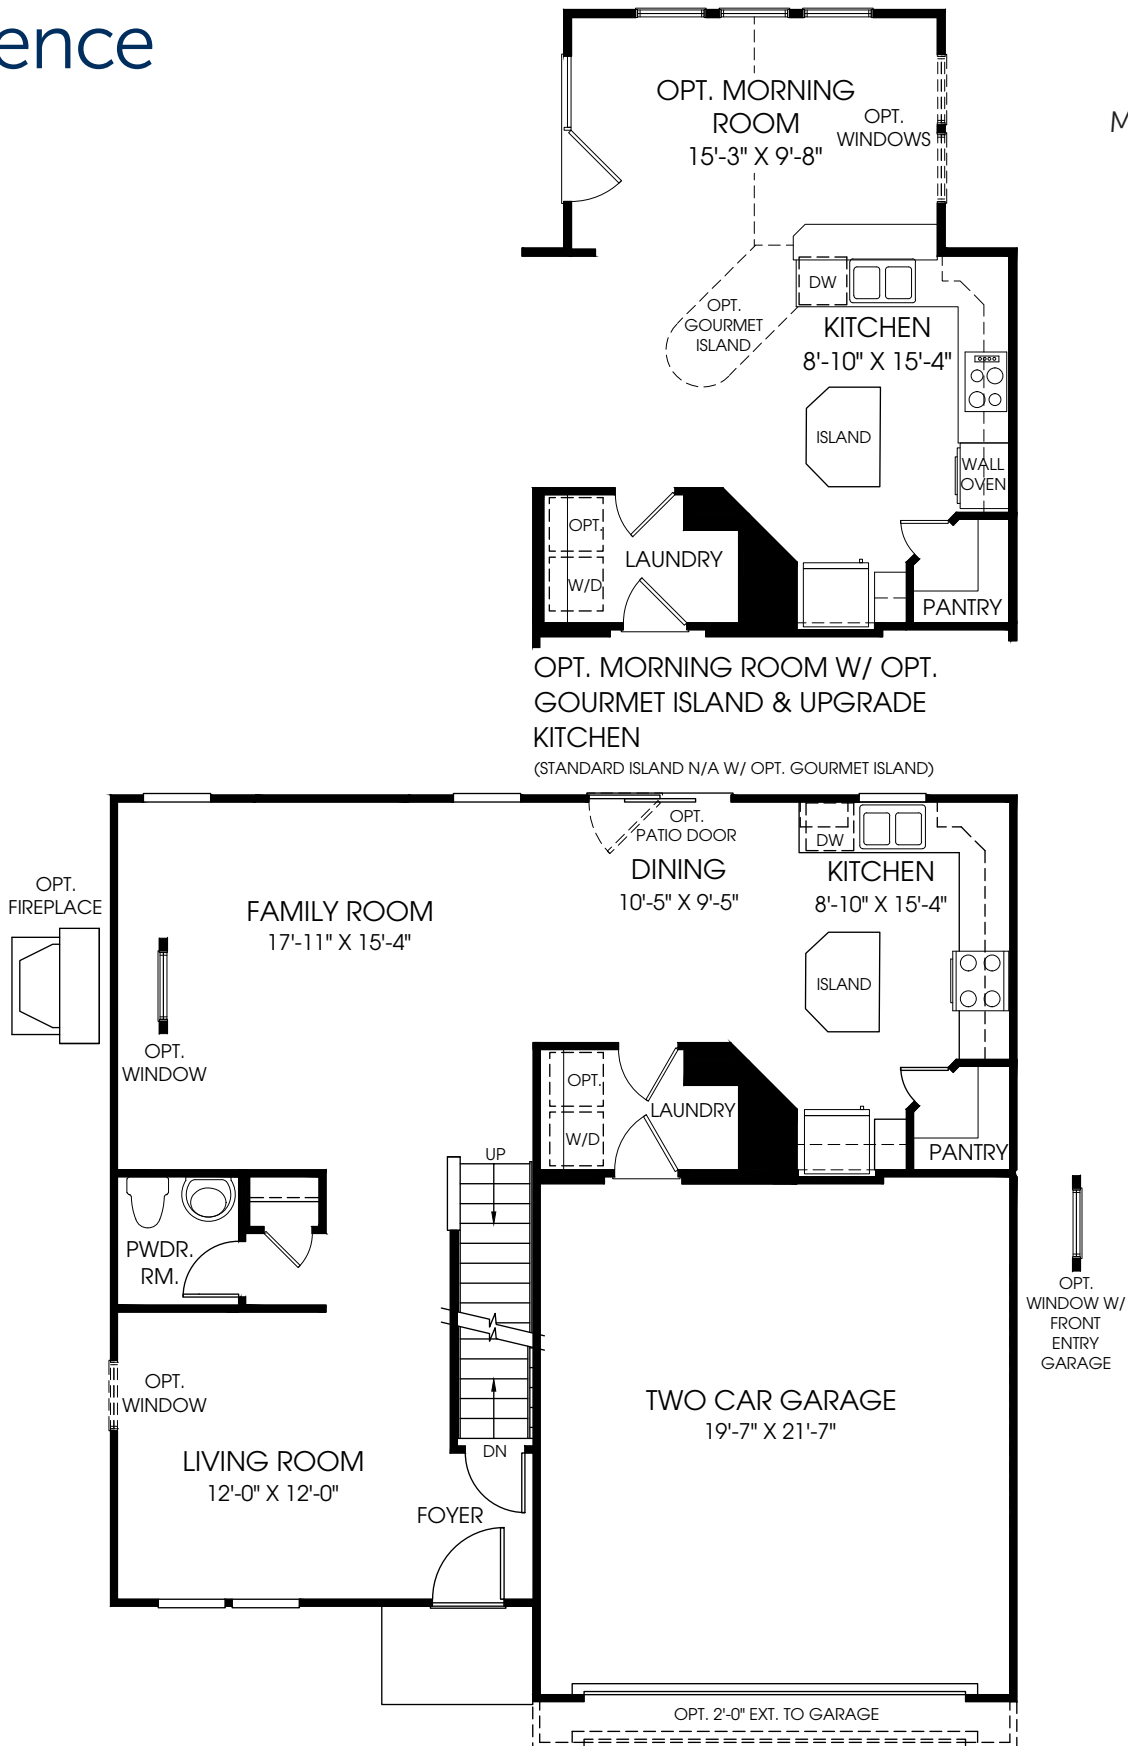 ence
M
OPT. MORNING
ROOM
15'-3" X 9'-8"
OPT.
WINDOWS
DW
OPT.
GOURMET
ISLAND
KITCHEN
8'-10" X 15'-4"
ISLAND
WALL
OVEN
OPT.
W/D
LAUNDRY
PANTRY
OPT. MORNING ROOM W/ OPT.
GOURMET ISLAND & UPGRADE
KITCHEN
(STANDARD ISLAND N/A W/ OPT. GOURMET ISLAND)
OPT.
PATIO DOOR
DW
DINING
10'-5" X 9'-5"
KITCHEN
8'-10" X 15'-4"
OPT.
FIREPLACE
FAMILY ROOM
17'-11" X 15'-4"
ISLAND
OPT.
WINDOW
OPT.
W/D
LAUNDRY
PANTRY
UP
PWDR.
RM.
OPT.
WINDOW W/
FRONT
ENTRY
GARAGE
OPT.
WINDOW
TWO CAR GARAGE
19'-7" X 21'-7"
DN
LIVING ROOM
12'-0" X 12'-0"
FOYER
OPT. 2'-0" EXT. TO GARAGE